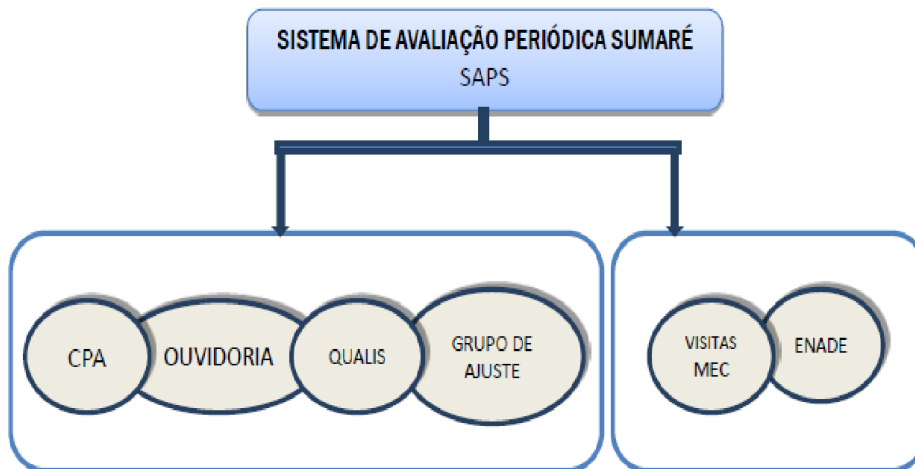 SISTEMA DE AVALIAÇÃO PERIÓDICA SUMARÉ
SAPS
CPA
OUVIDORIA
QUALIS
GRUPO DE
AJUSTE
VISITAS
MEC
ENADE